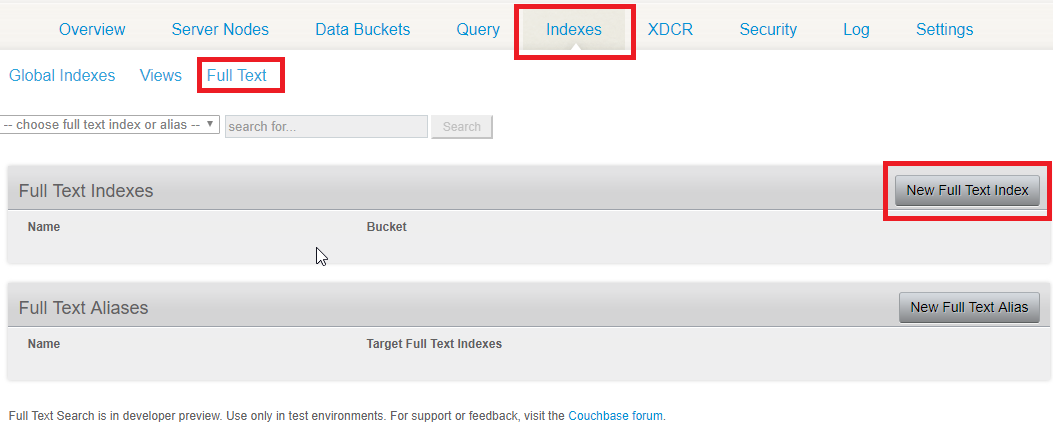 Overview Server Nodes Data Buckets Query Indexes XDCR Security Log Settings
Global Indexes Views Full Text
-- choose full text index or alias -- search for... Search
Full Text Indexes New Full Text Index
Name Bucket
Full Text Aliases New Full Text Alias
Name Target Full Text Indexes
Full Text Search is in developer preview. Use only in test environments. For support or feedback, visit the Couchbase forum.